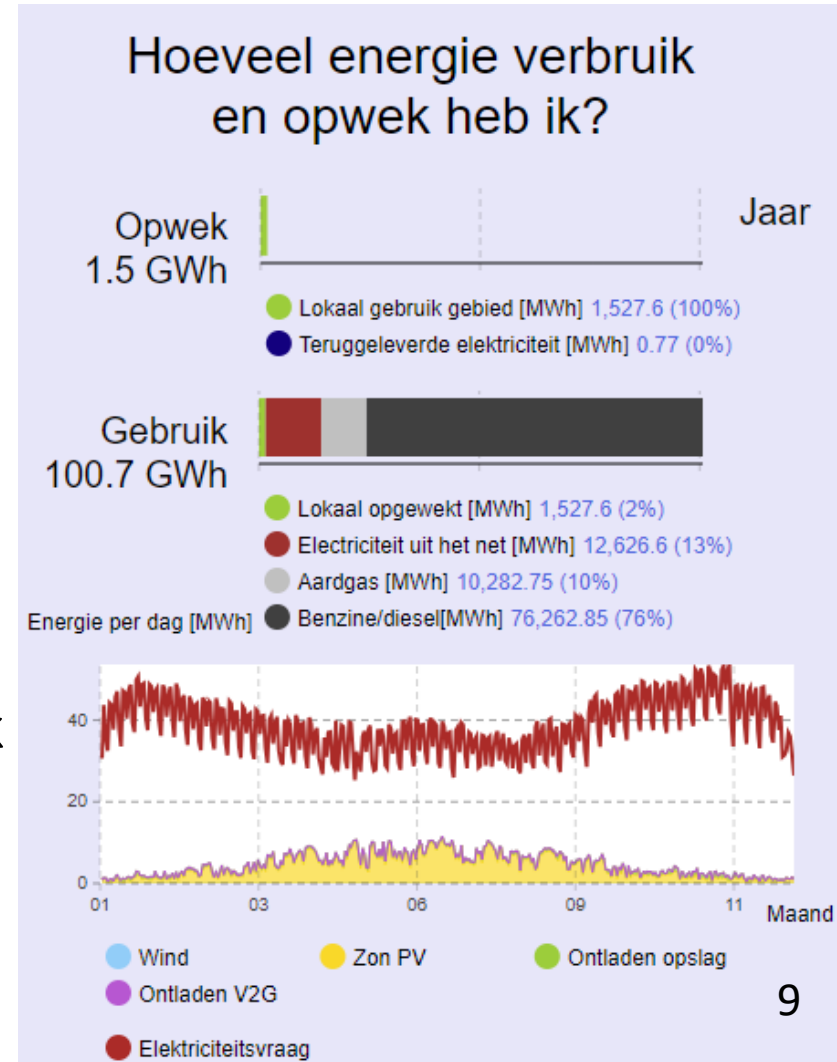 Hoeveel energie verbruik
en opwek heb ik?
Jaar
Opwek
1.5 GWh
Lokaal gebruik gebied [MWh] 1,527.6 (100%)
Teruggeleverde elektriciteit [MWh] 0.77 (0%)
Gebruik
100.7 GWh
Lokaal opgewekt [MWh] 1,527.6 (2%)
Electriciteit uit het net [MWh] 12,626.6 (13%)
Aardgas [MWh] 10,282.75 (10%)
Benzine/diesel[MWh] 76,262.85 (76%)
Energie per dag [MWh]
40
20
0
01 03 06 09 11
Maand
Wind Zon PV Ontladen opslag
Ontladen V2G
9
Elektriciteitsvraag